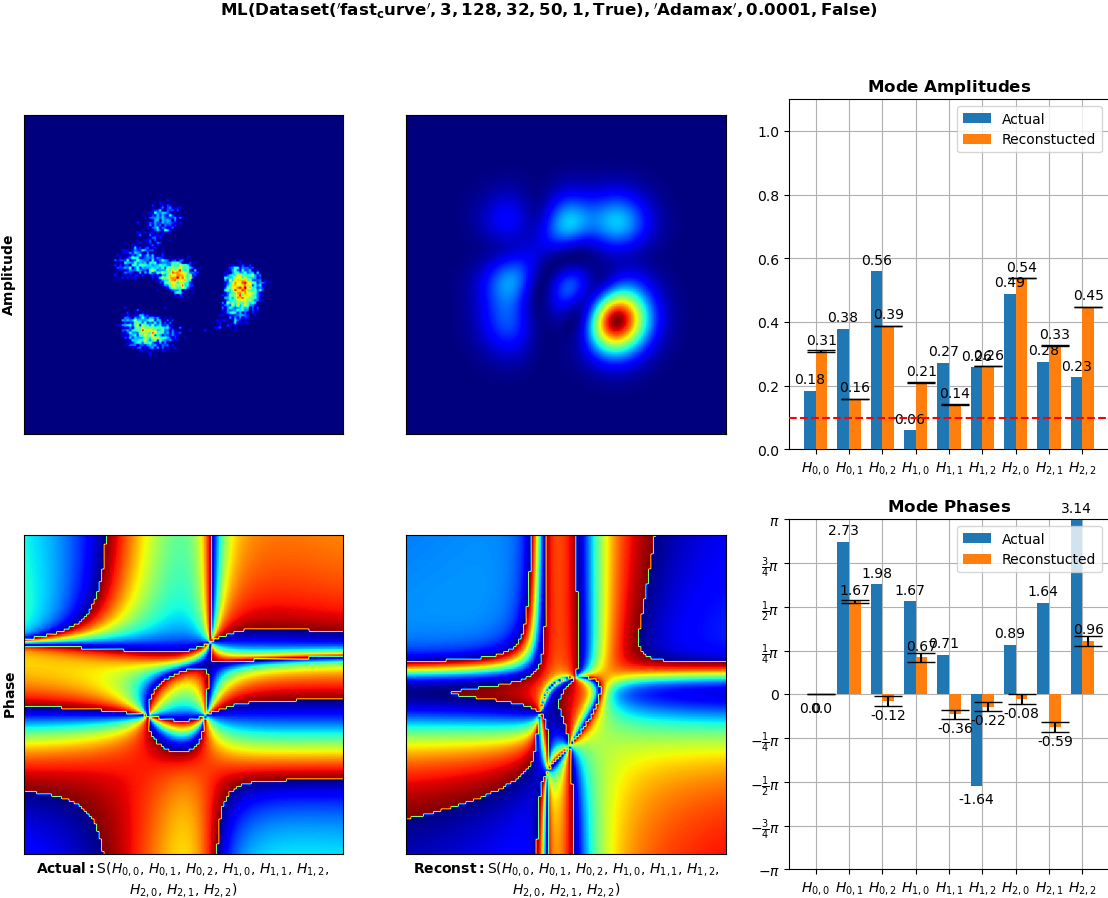 ML(Dataset('fast_curve', 3, 128, 32, 50, 1, True), 'Adamax', 0.0001, False)
Mode Amplitudes
Amplitude
1.0
0.8
0.6
0.4
0.2
0.0
Actual
Reconstucted
0.18
0.38
0.56
0.06
0.27
0.26
0.49
0.28
0.23
0.31
0.16
0.39
0.21
0.14
0.26
0.54
0.33
0.45
H0,0 H0,1 H0,2 H1,0 H1,1 H1,2 H2,0 H2,1 H2,2
Mode Phases
Phase
π
3/4π
1/2π
1/4π
0
−1/4π
−1/2π
−3/4π
−π
Actual
Reconstucted
0.0
2.73
1.98
1.67
0.71
-1.64
0.89
1.64
3.14
0.0
1.67
-0.12
0.67
-0.36
-0.22
-0.08
-0.59
0.96
H0,0 H0,1 H0,2 H1,0 H1,1 H1,2 H2,0 H2,1 H2,2
Actual: S(H0,0, H0,1, H0,2, H1,0, H1,1, H1,2,
H2,0, H2,1, H2,2)
Reconst: S(H0,0, H0,1, H0,2, H1,0, H1,1, H1,2,
H2,0, H2,1, H2,2)